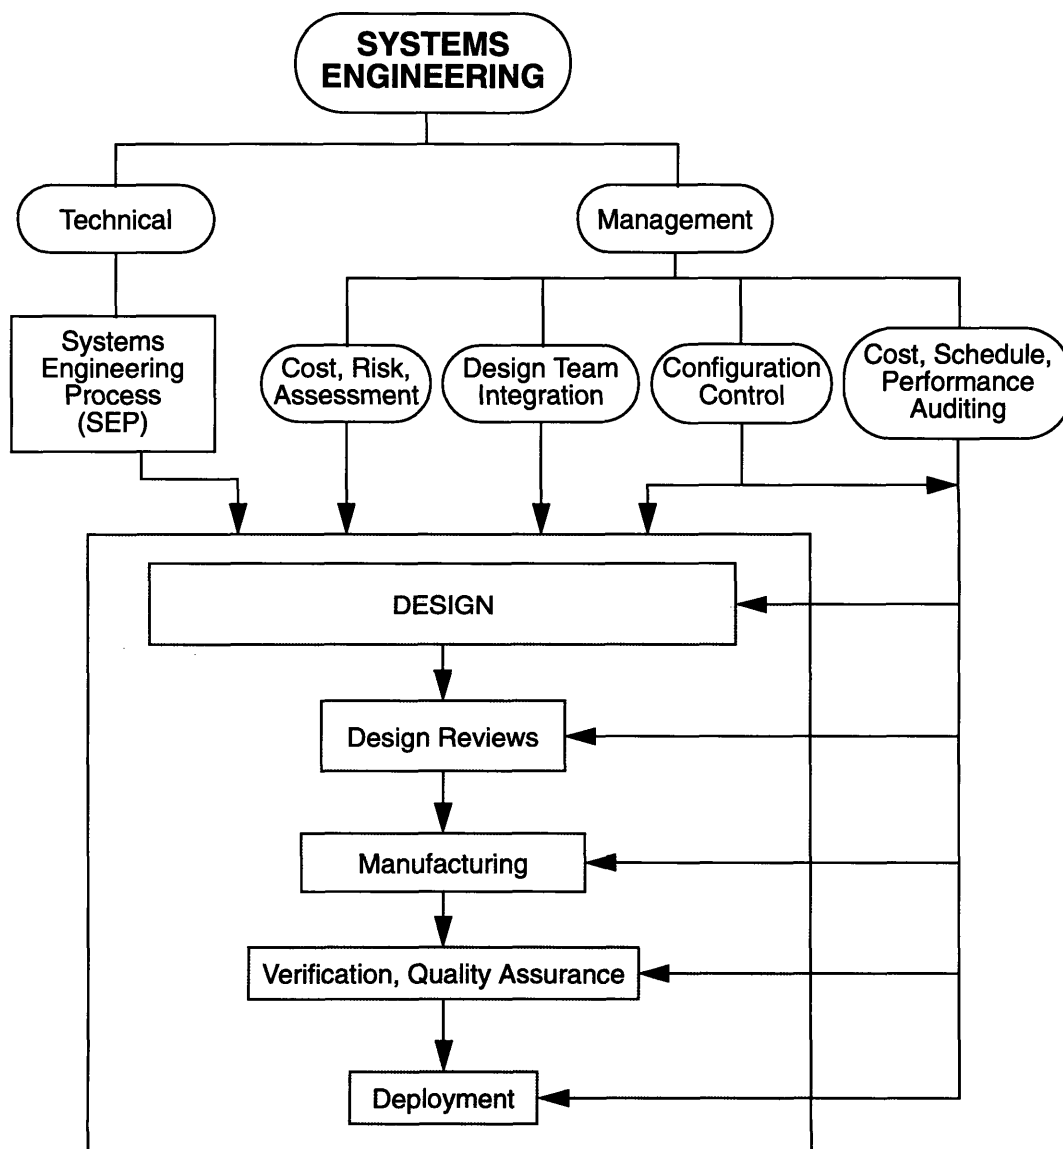 SYSTEMS
ENGINEERING
Technical
Management
Systems
Engineering
Process
(SEP)
Cost, Risk,
Assessment
Design Team
Integration
Configuration
Control
Cost, Schedule,
Performance
Auditing
DESIGN
Design Reviews
Manufacturing
Verification, Quality Assurance
Deployment